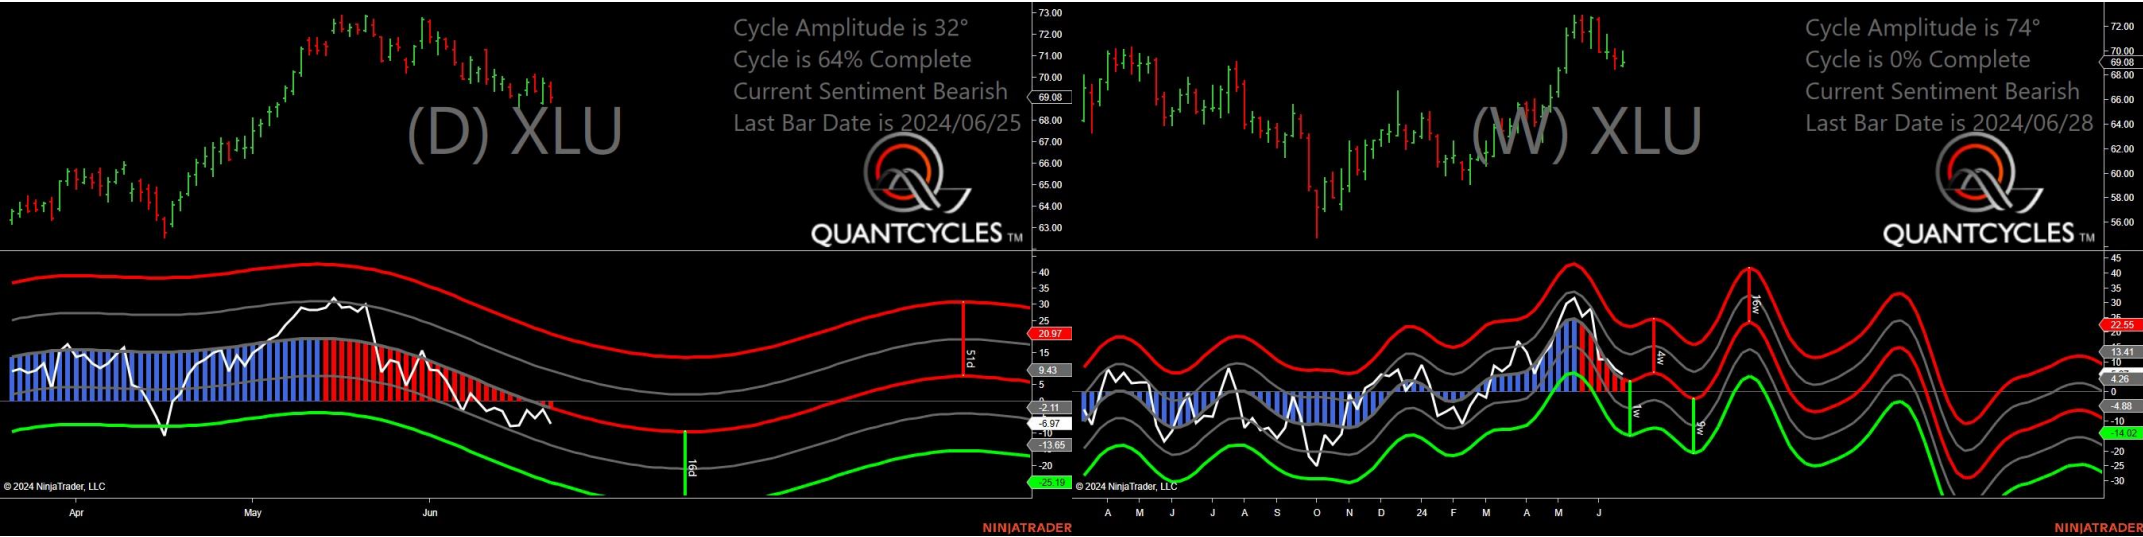 Cycle Amplitude is 32°
Cycle is 64% Complete
Current Sentiment Bearish
Last Bar Date is 2024/06/25
(D) XLU
QUANTCYCLES TM
73.00
72.00
71.00
70.00
69.08
68.00
67.00
66.00
65.00
64.00
63.00
40
35
30
25
20.97
15
9.43
5
-2.11
-6.97
-10
-13.65
-20
-25.19
51d
16d
© 2024 NinjaTrader, LLC
Apr May Jun
NINJATRADER
Cycle Amplitude is 74°
Cycle is 0% Complete
Current Sentiment Bearish
Last Bar Date is 2024/06/28
(W) XLU
QUANTCYCLES TM
72.00
70.00
69.08
68.00
66.00
64.00
62.00
60.00
58.00
56.00
45
40
35
30
25
22.55
13.41
4.26
0
-4.88
-10
-14.02
-20
-25
-30
16w
4w
1w
9w
© 2024 NinjaTrader, LLC
A M J J A S O N D 24 F M A M J
NINJATRADER